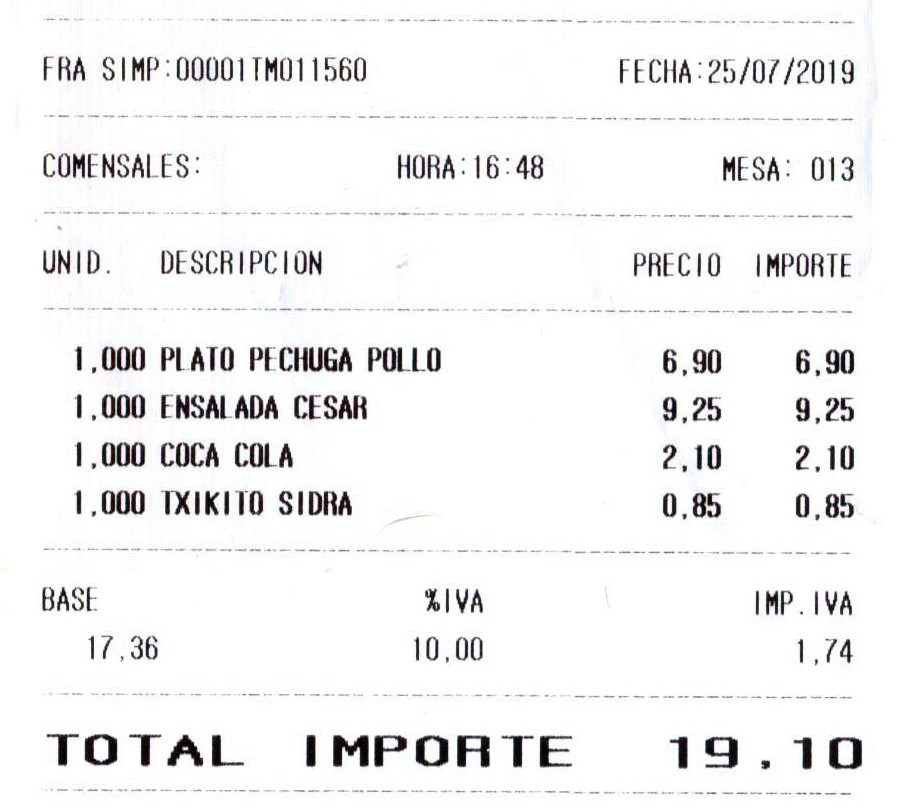 FRA SIMP:00001TM011560 FECHA:25/07/2019
COMENSALES: HORA:16:48 MESA: 013
UNID. DESCRIPCION PRECIO IMPORTE
1,000 PLATO PECHUGA POLLO 6,90 6,90
1,000 ENSALADA CESAR 9,25 9,25
1,000 COCA COLA 2,10 2,10
1,000 TXIKITO SIDRA 0,85 0,85
BASE %IVA IMP.IVA
17,36 10,00 1,74
TOTAL IMPORTE 19,10